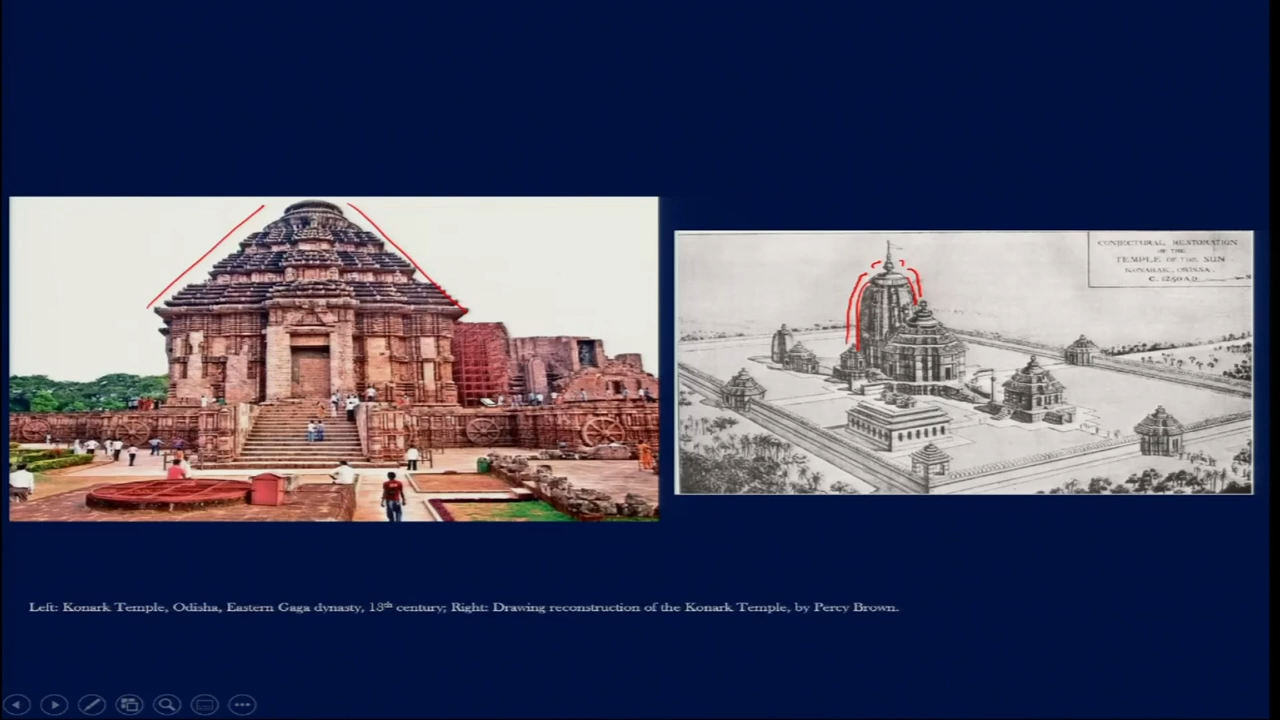 CONJECTURAL RESTORATION
OF THE
TEMPLE OF THE SUN
KONARAK, ORISSA.
C. 1250 A.D.
Left: Konark Temple, Odisha, Eastern Gaga dynasty, 13th century; Right: Drawing reconstruction of the Konark Temple, by Percy Brown.